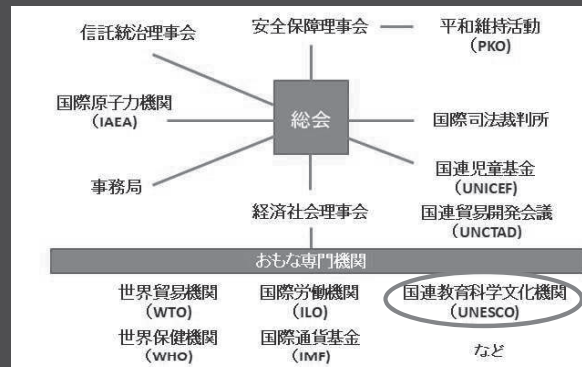 信託統治理事会
安全保障理事会
平和維持活動
(PKO)
国際原子力機関
(IAEA)
総会
国際司法裁判所
事務局
国連児童基金
(UNICEF)
経済社会理事会
国連貿易開発会議
(UNCTAD)
おもな専門機関
世界貿易機関
(WTO)
国際労働機関
(ILO)
国連教育科学文化機関
(UNESCO)
世界保健機関
(WHO)
国際通貨基金
(IMF)
など